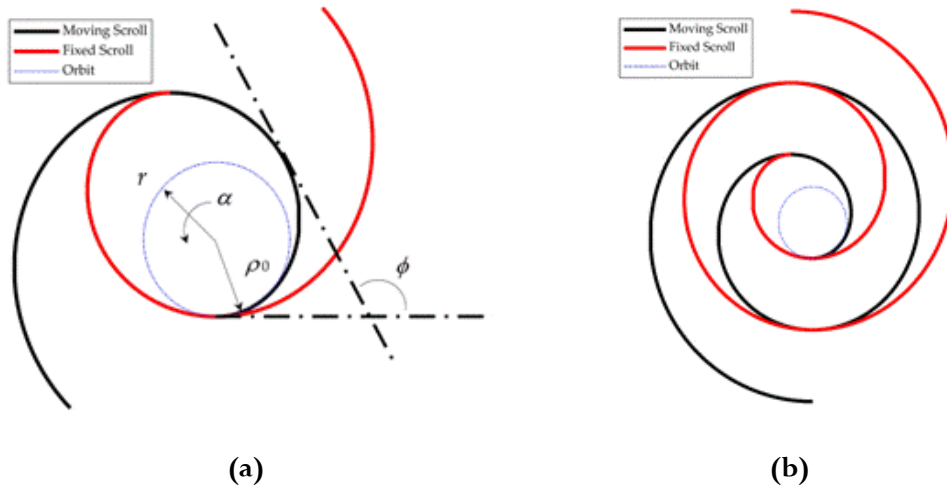 Moving Scroll
Fixed Scroll
Orbit
r
α
ρ0
ϕ
(a)
Moving Scroll
Fixed Scroll
Orbit
(b)